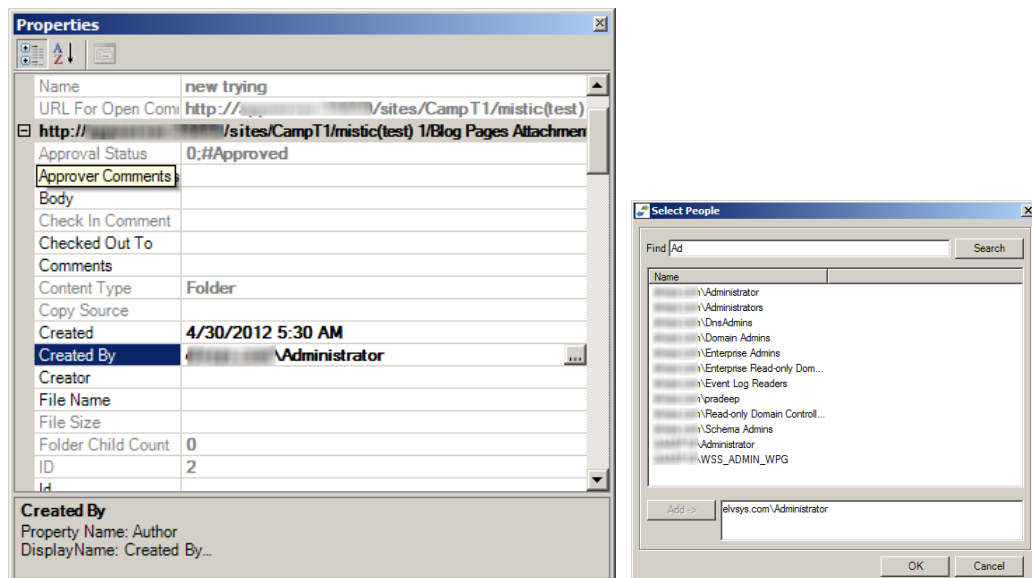 Properties
Name new trying
URL For Open Com http:// /sites/CampT1/mistic(test)
http:// /sites/CampT1/mistic(test) 1/Blog Pages Attachmen
Approval Status 0;#Approved
Approver Comments
Body
Check In Comment
Checked Out To
Comments
Content Type Folder
Copy Source
Created 4/30/2012 5:30 AM
Created By \Administrator ...
Creator
File Name
File Size
Folder Child Count 0
ID 2
Id
Created By
Property Name: Author
DisplayName: Created By...
Select People
Find Ad Search
Name
\Administrator
\Administrators
\DnsAdmins
\Domain Admins
\Enterprise Admins
\Enterprise Read-only Dom...
\Event Log Readers
\pradeep
\Read-only Domain Controll...
\Schema Admins
\Administrator
\WSS_ADMIN_WPG
Add -> elvsys.com\Administrator
OK Cancel